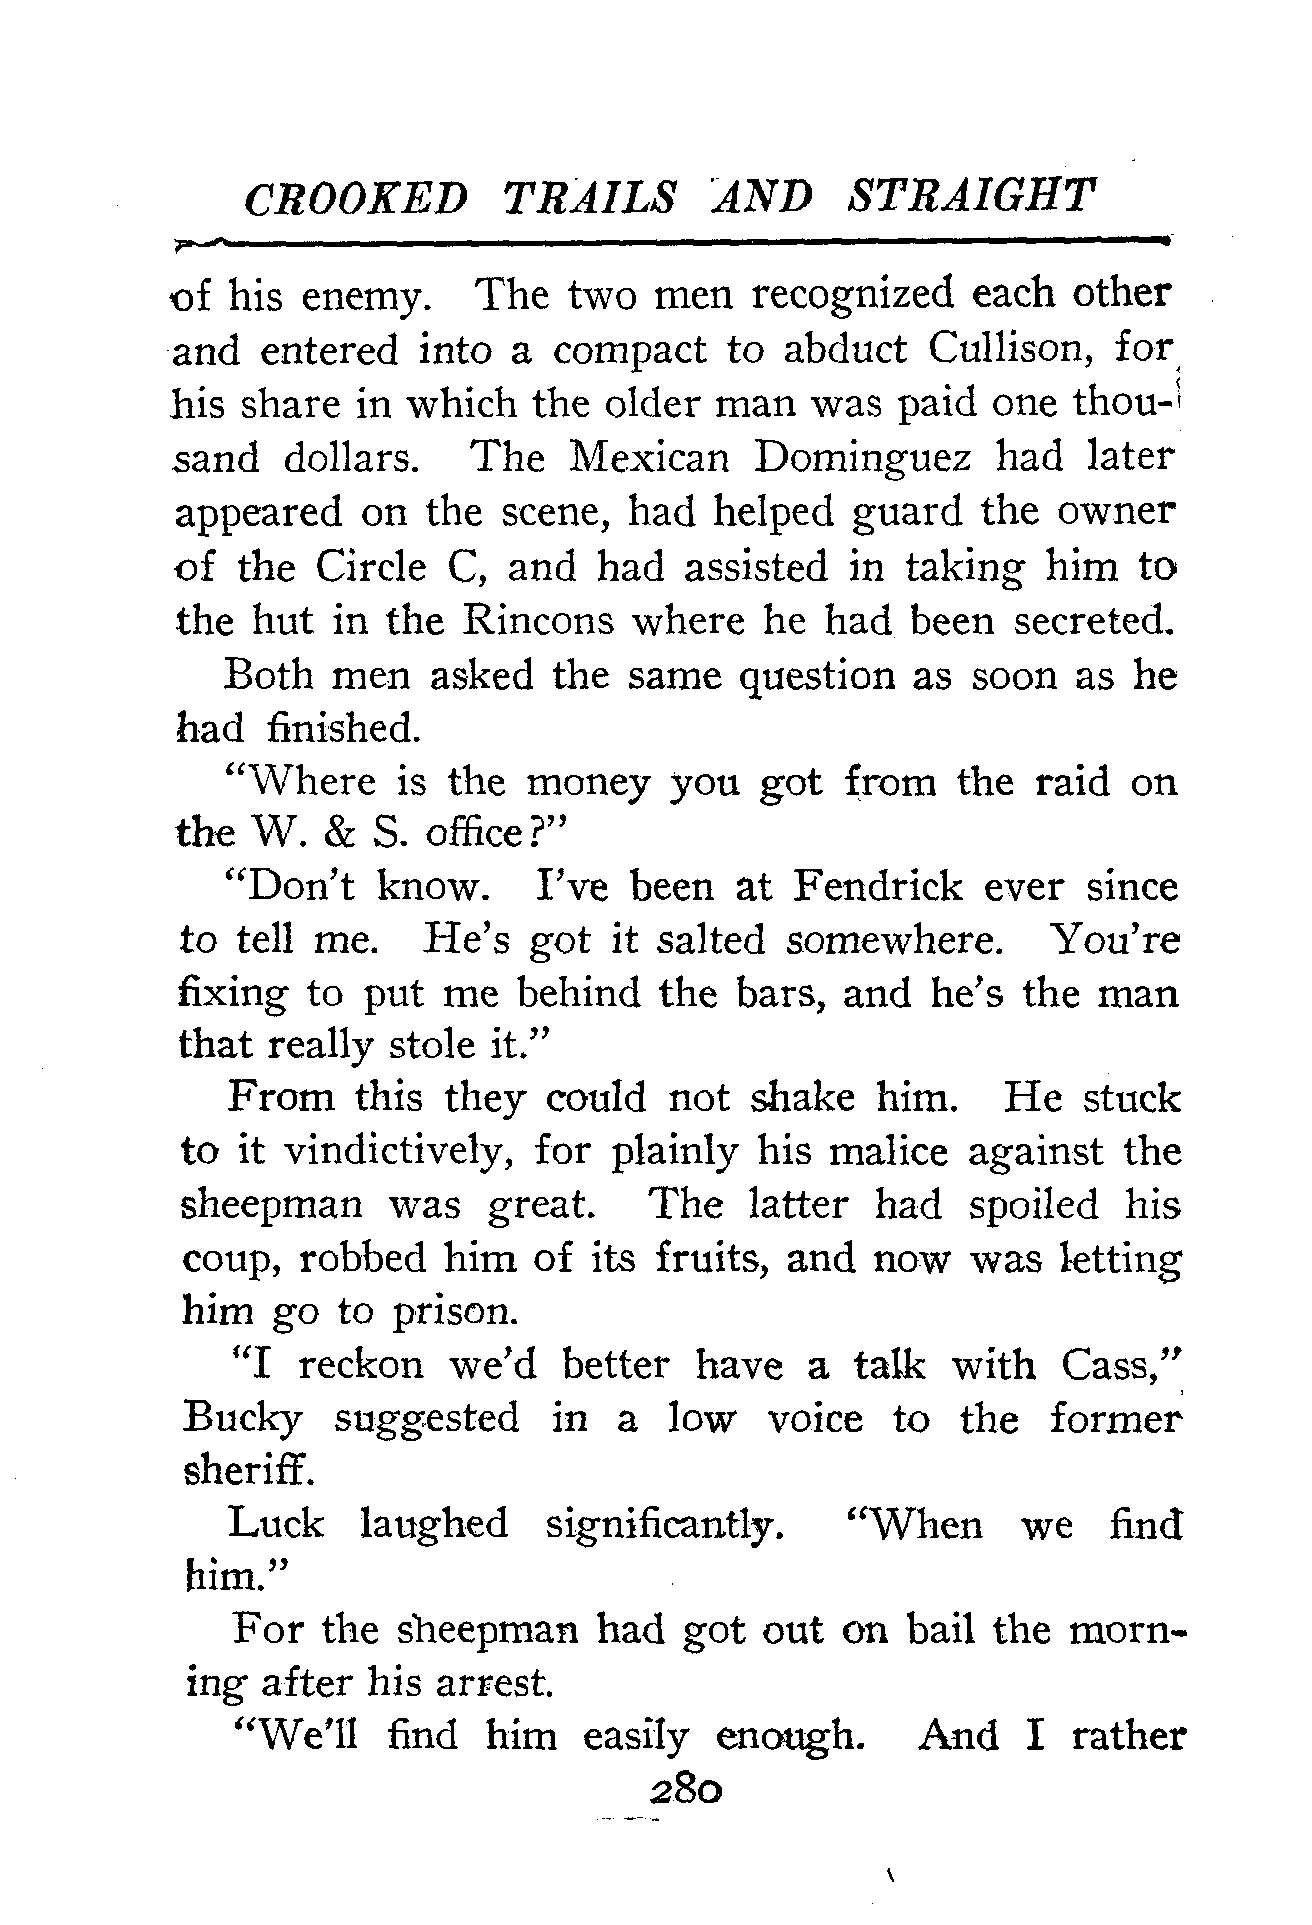 CROOKED TRAILS AND STRAIGHT
of his enemy. The two men recognized each other
and entered into a compact to abduct Cullison, for
his share in which the older man was paid one thou-
sand dollars. The Mexican Dominguez had later
appeared on the scene, had helped guard the owner
of the Circle C, and had assisted in taking him to
the hut in the Rincons where he had been secreted.
Both men asked the same question as soon as he
had finished.
"Where is the money you got from the raid on
the W. & S. office?"
"Don't know. I've been at Fendrick ever since
to tell me. He's got it salted somewhere. You're
fixing to put me behind the bars, and he's the man
that really stole it."
From this they could not shake him. He stuck
to it vindictively, for plainly his malice against the
sheepman was great. The latter had spoiled his
coup, robbed him of its fruits, and now was letting
him go to prison.
"I reckon we'd better have a talk with Cass,"
Bucky suggested in a low voice to the former
sheriff.
Luck laughed significantly. "When we find
him."
For the sheepman had got out on bail the morn-
ing after his arrest.
"We'll find him easily enough. And I rather
280